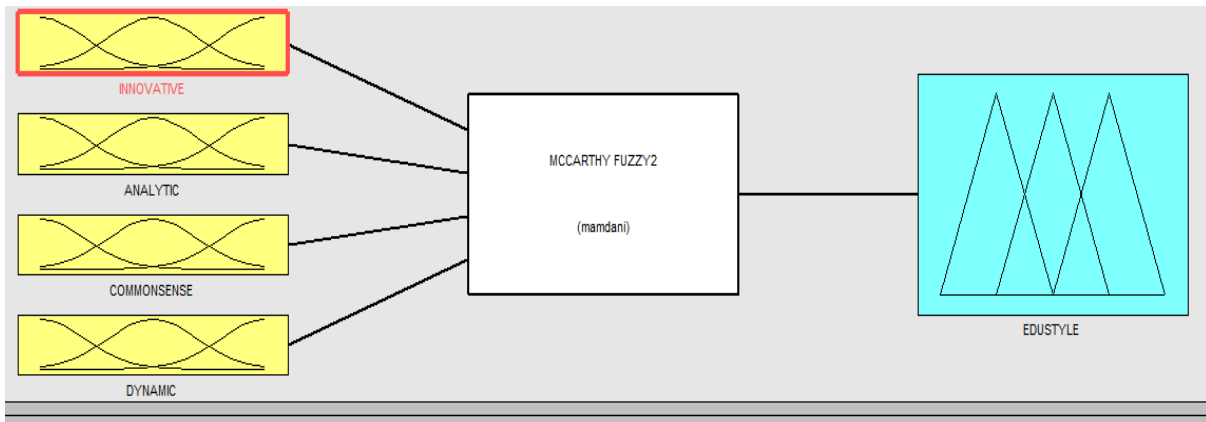 INNOVATIVE
ANALYTIC
COMMONSENSE
DYNAMIC
MCCARTHY FUZZY2
(mamdani)
EDUSTYLE